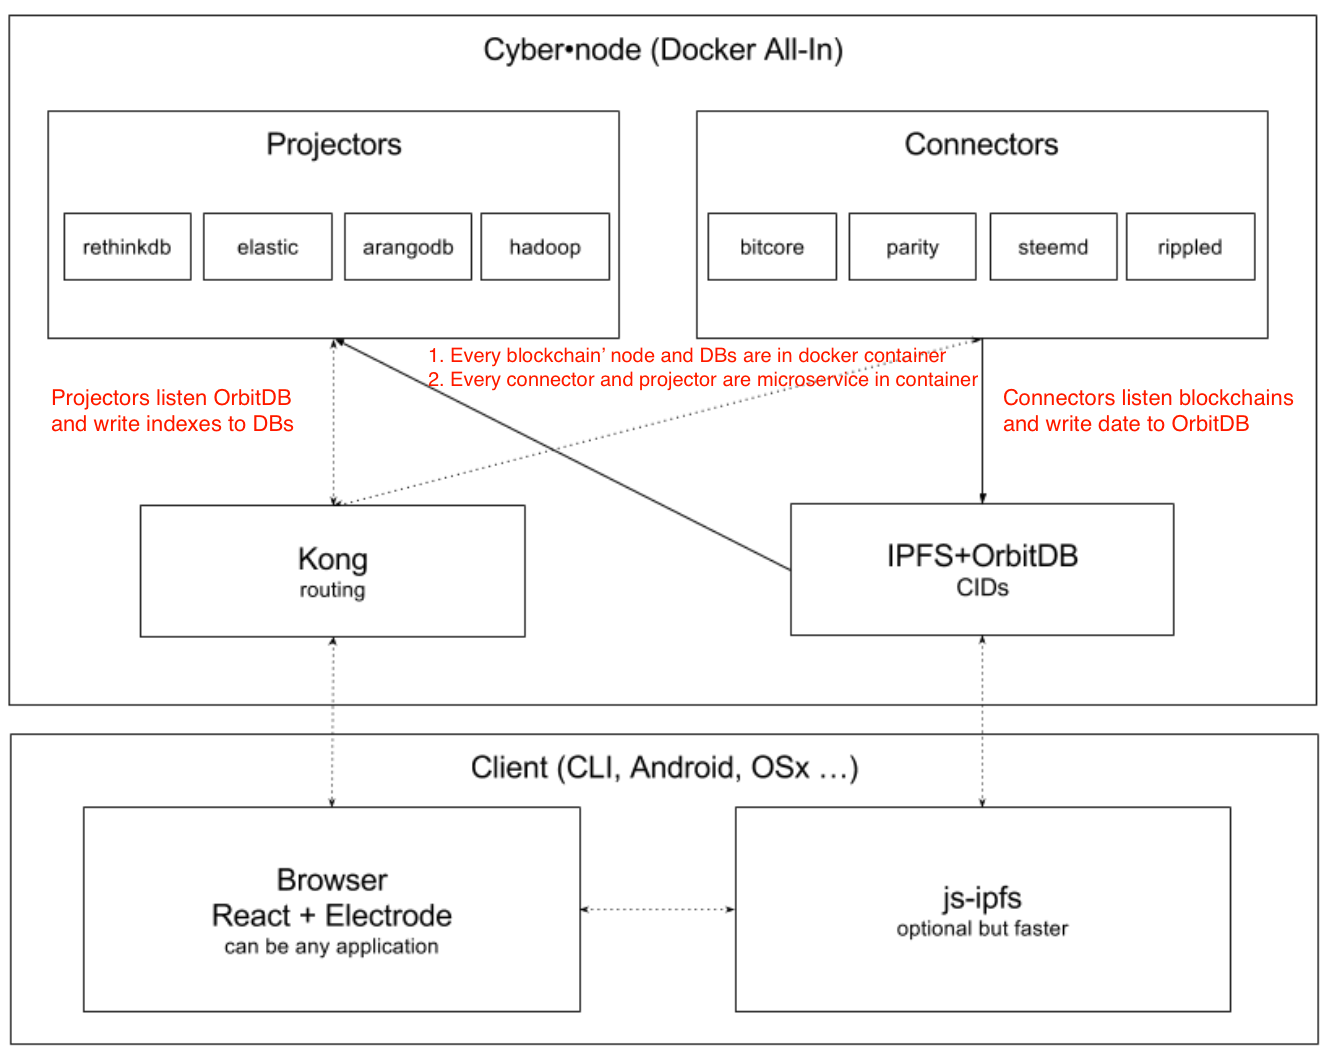 Cyber•node (Docker All-In)
Projectors
rethinkdb
elastic
arangodb
hadoop
Connectors
bitcore
parity
steemd
rippled
1. Every blockchain’ node and DBs are in docker container
2. Every connector and projector are microservice in container
Projectors listen OrbitDB
and write indexes to DBs
Connectors listen blockchains
and write date to OrbitDB
Kong
routing
IPFS+OrbitDB
CIDs
Client (CLI, Android, OSx ...)
Browser
React + Electrode
can be any application
js-ipfs
optional but faster